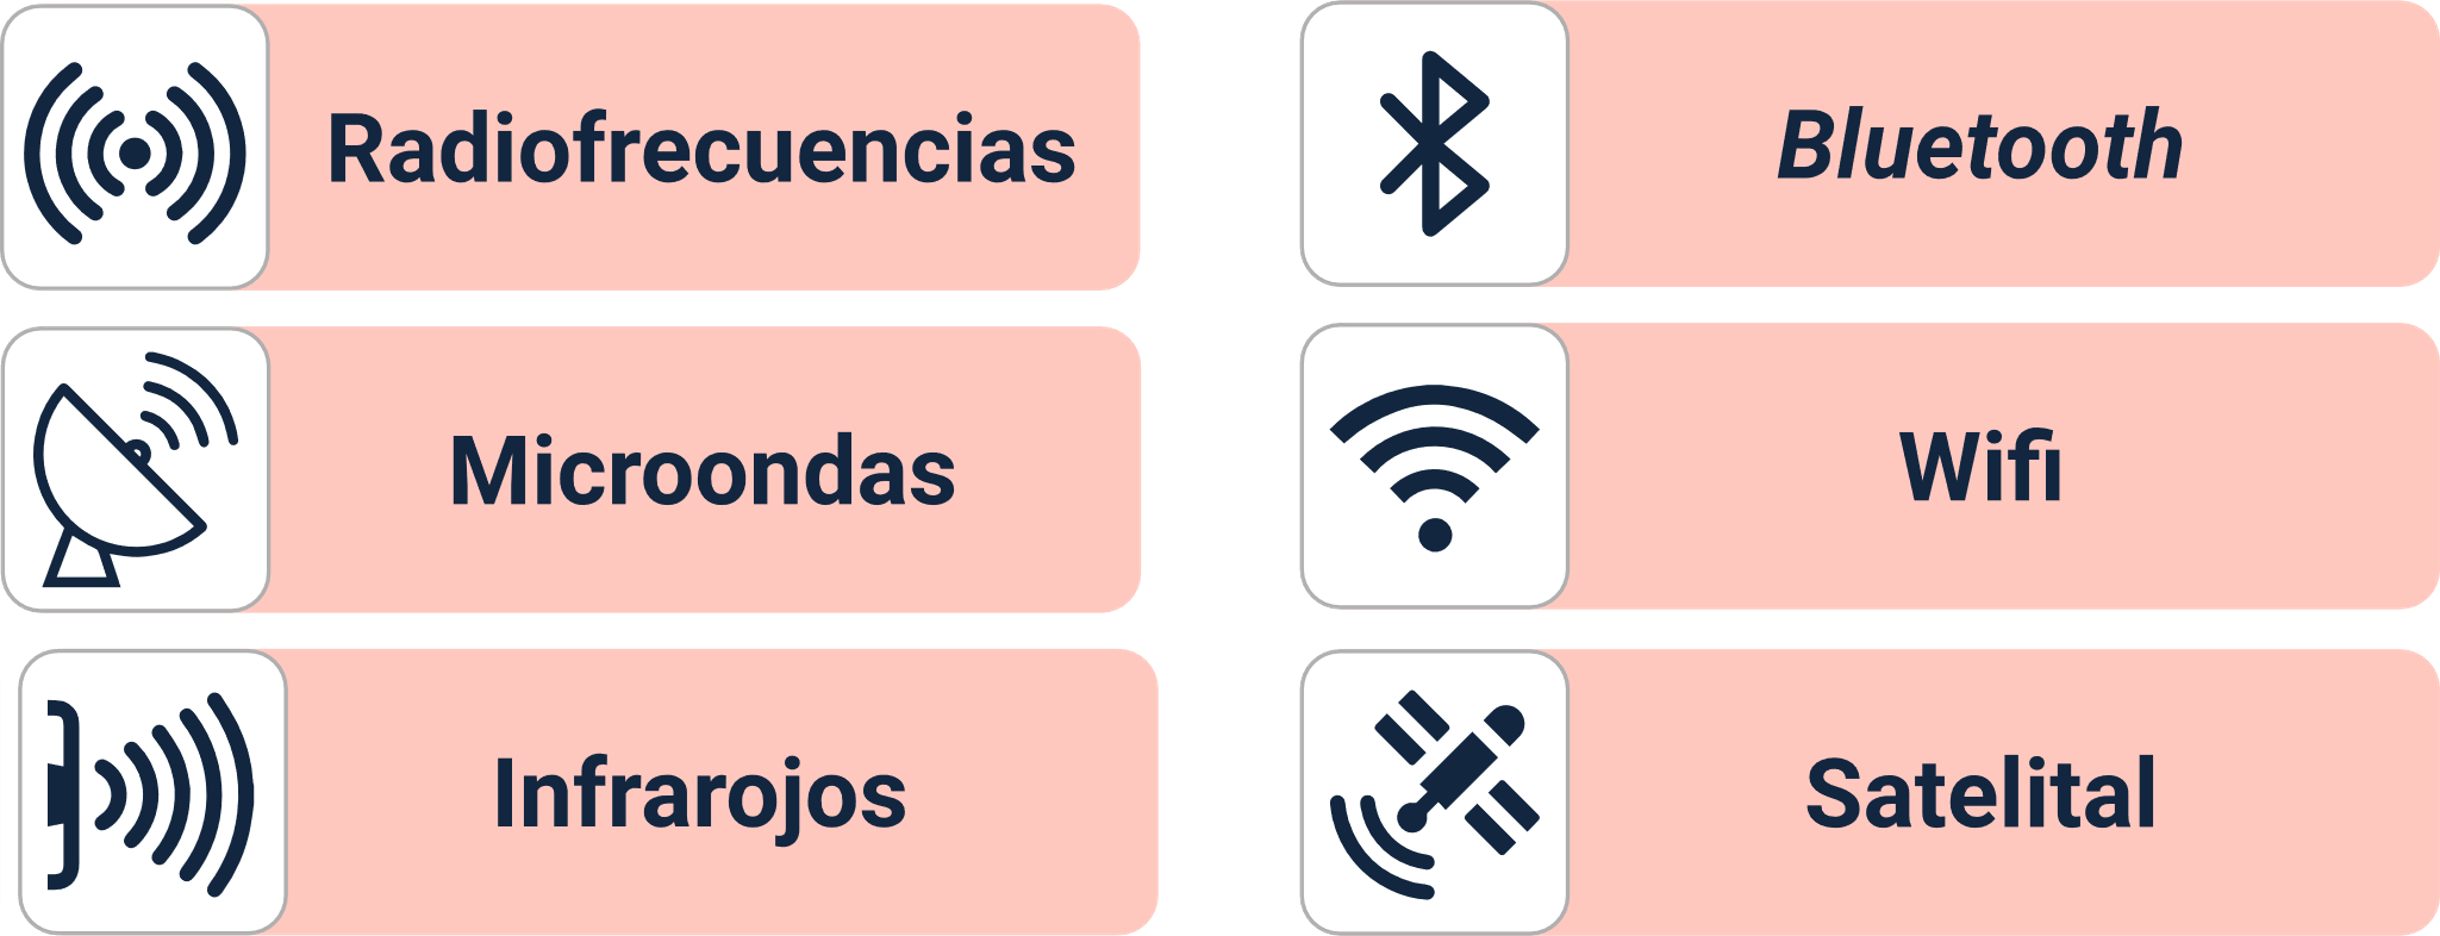 Radiofrecuencias
Bluetooth
Microondas
Wifi
Infrarojos
Satelital